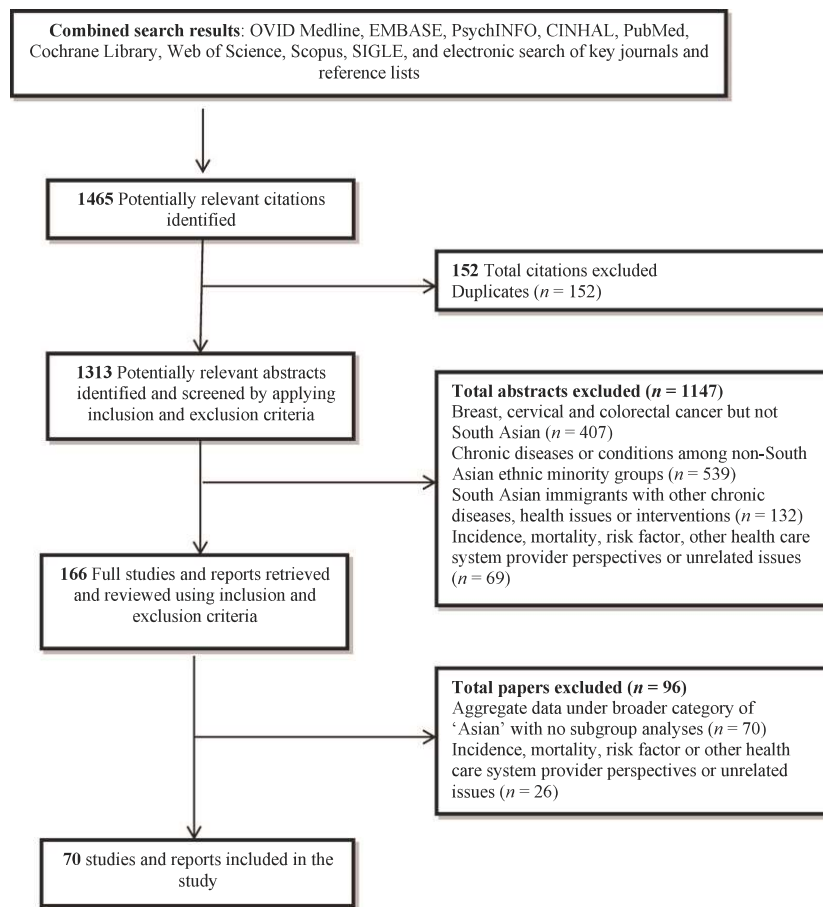 Combined search results: OVID Medline, EMBASE, PsychINFO, CINHAL, PubMed,
Cochrane Library, Web of Science, Scopus, SIGLE, and electronic search of key journals and
reference lists
1465 Potentially relevant citations
identified
152 Total citations excluded
Duplicates (n = 152)
1313 Potentially relevant abstracts
identified and screened by applying
inclusion and exclusion criteria
Total abstracts excluded (n = 1147)
Breast, cervical and colorectal cancer but not
South Asian (n = 407)
Chronic diseases or conditions among non-South
Asian ethnic minority groups (n = 539)
South Asian immigrants with other chronic
diseases, health issues or interventions (n = 132)
Incidence, mortality, risk factor, other health care
system provider perspectives or unrelated issues
(n = 69)
166 Full studies and reports retrieved
and reviewed using inclusion and
exclusion criteria
Total papers excluded (n = 96)
Aggregate data under broader category of
‘Asian’ with no subgroup analyses (n = 70)
Incidence, mortality, risk factor or other health
care system provider perspectives or unrelated
issues (n = 26)
70 studies and reports included in the
study